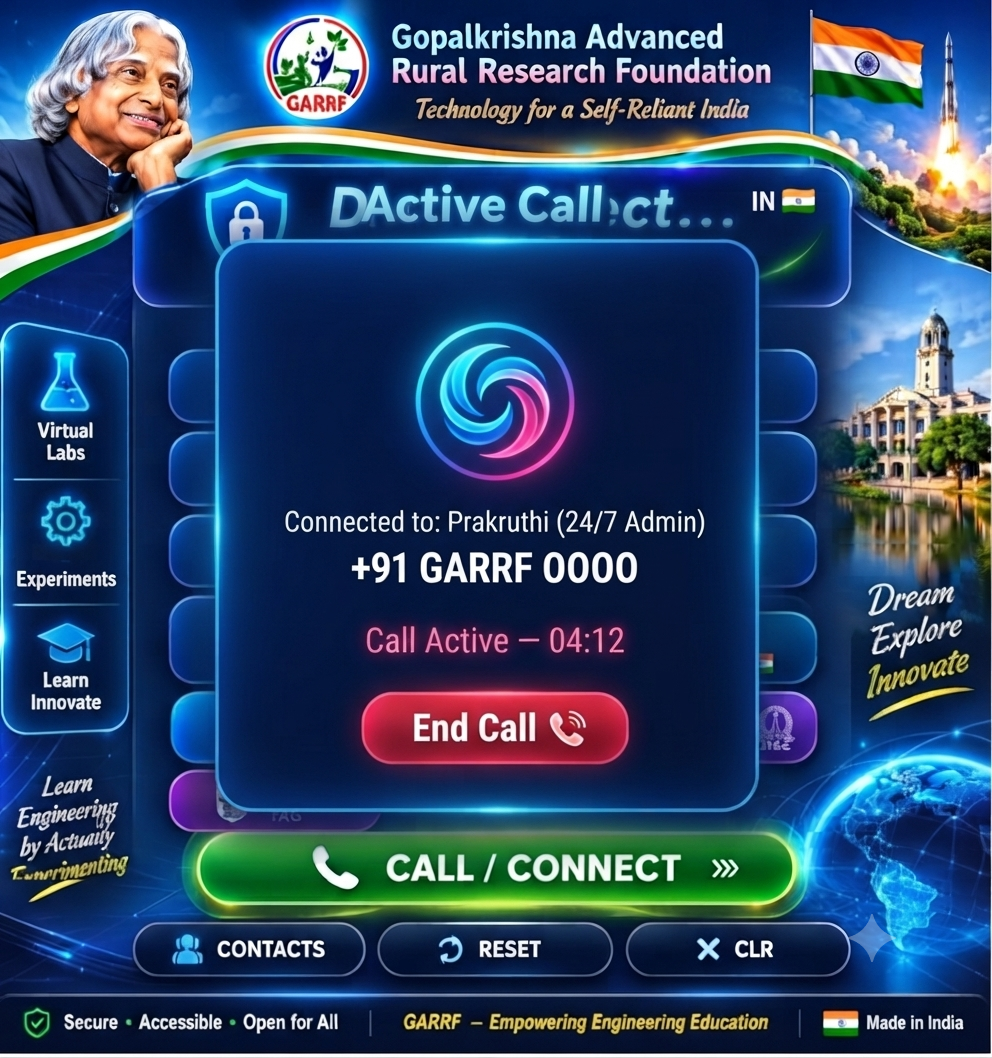 GARRF
Gopalkrishna Advanced
Rural Research Foundation
Technology for a Self-Reliant India
Active Call
IN
Virtual
Labs
Experiments
Learn
Innovate
Connected to: Prakruthi (24/7 Admin)
+91 GARRF 0000
Call Active — 04:12
End Call
Dream
Explore
Innovate
Learn
Engineering
by Actually
CALL / CONNECT »»
CONTACTS
RESET
CLR
Secure • Accessible • Open for All
GARRF — Empowering Engineering Education
Made in India